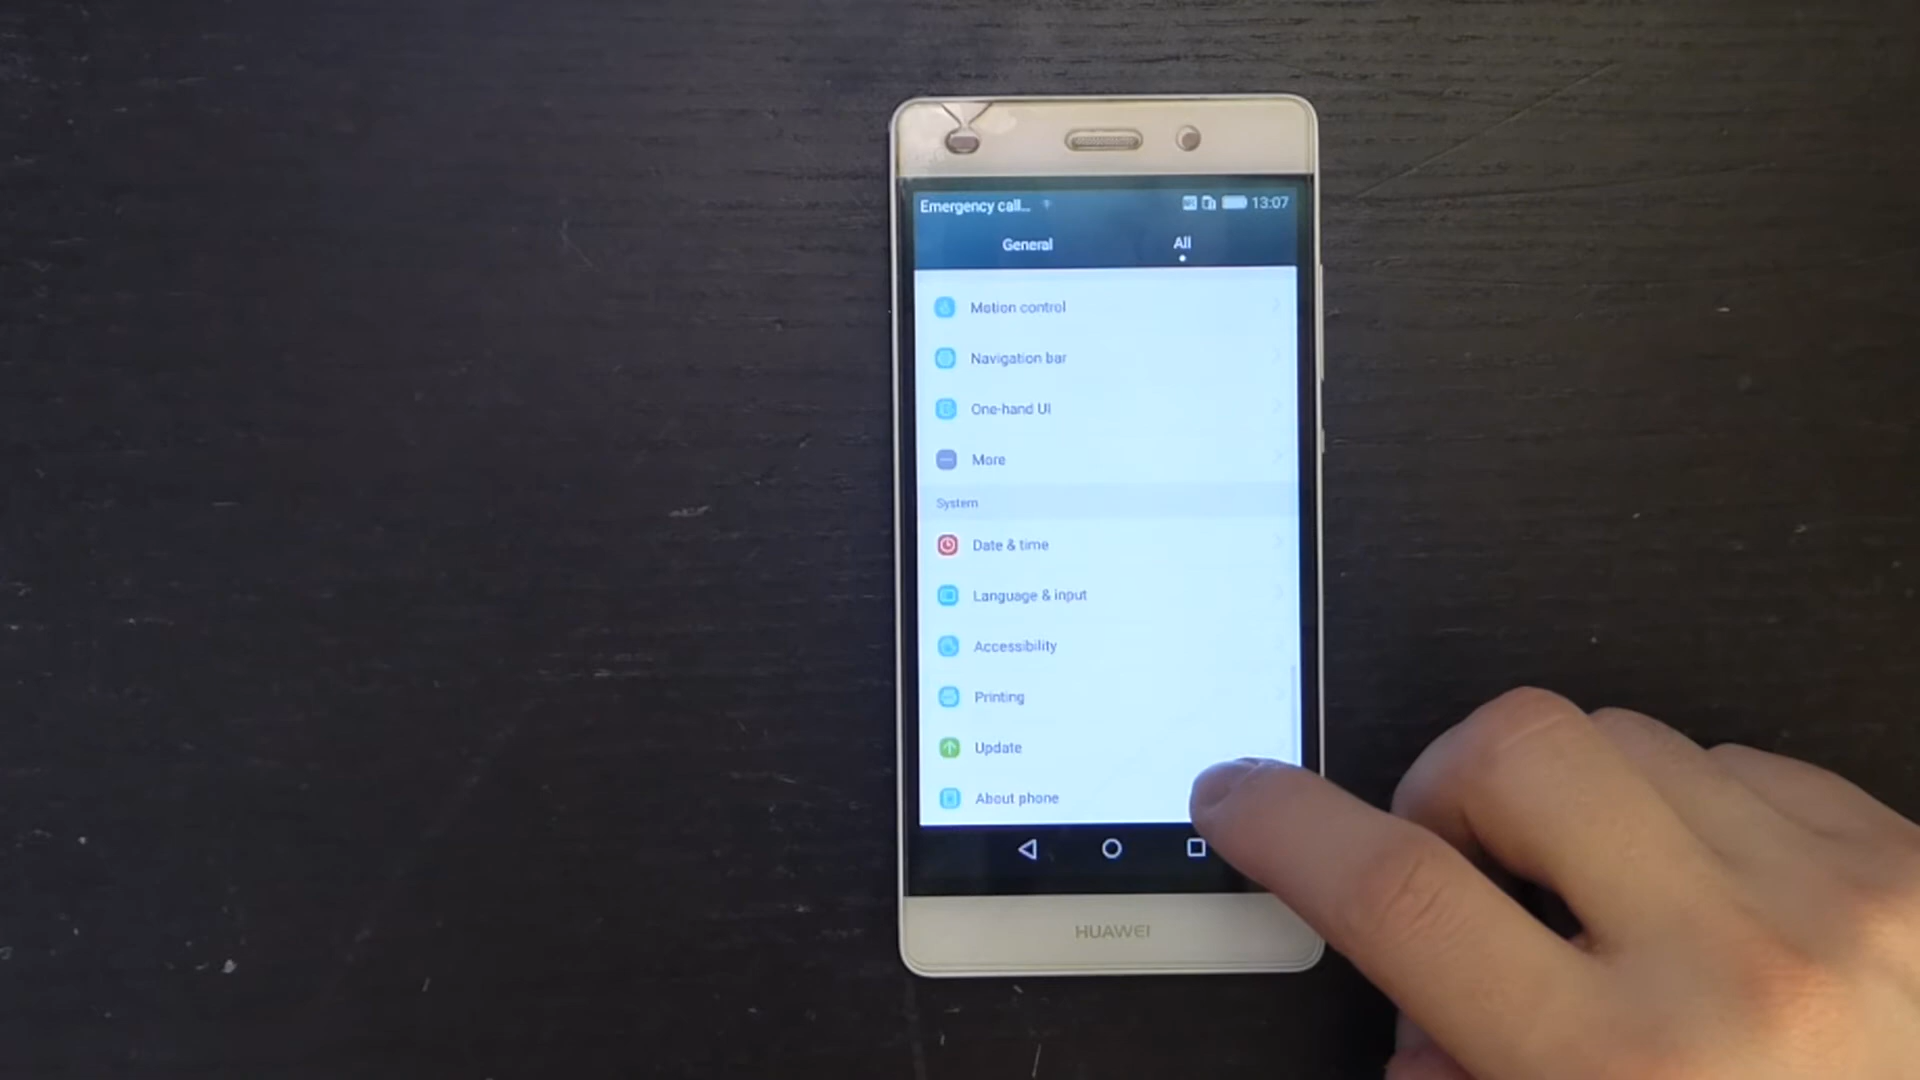 Emergency call... 13:07
General All
Motion control
Navigation bar
One-hand UI
More
System
Date & time
Language & input
Accessibility
Printing
Update
About phone
HUAWEI